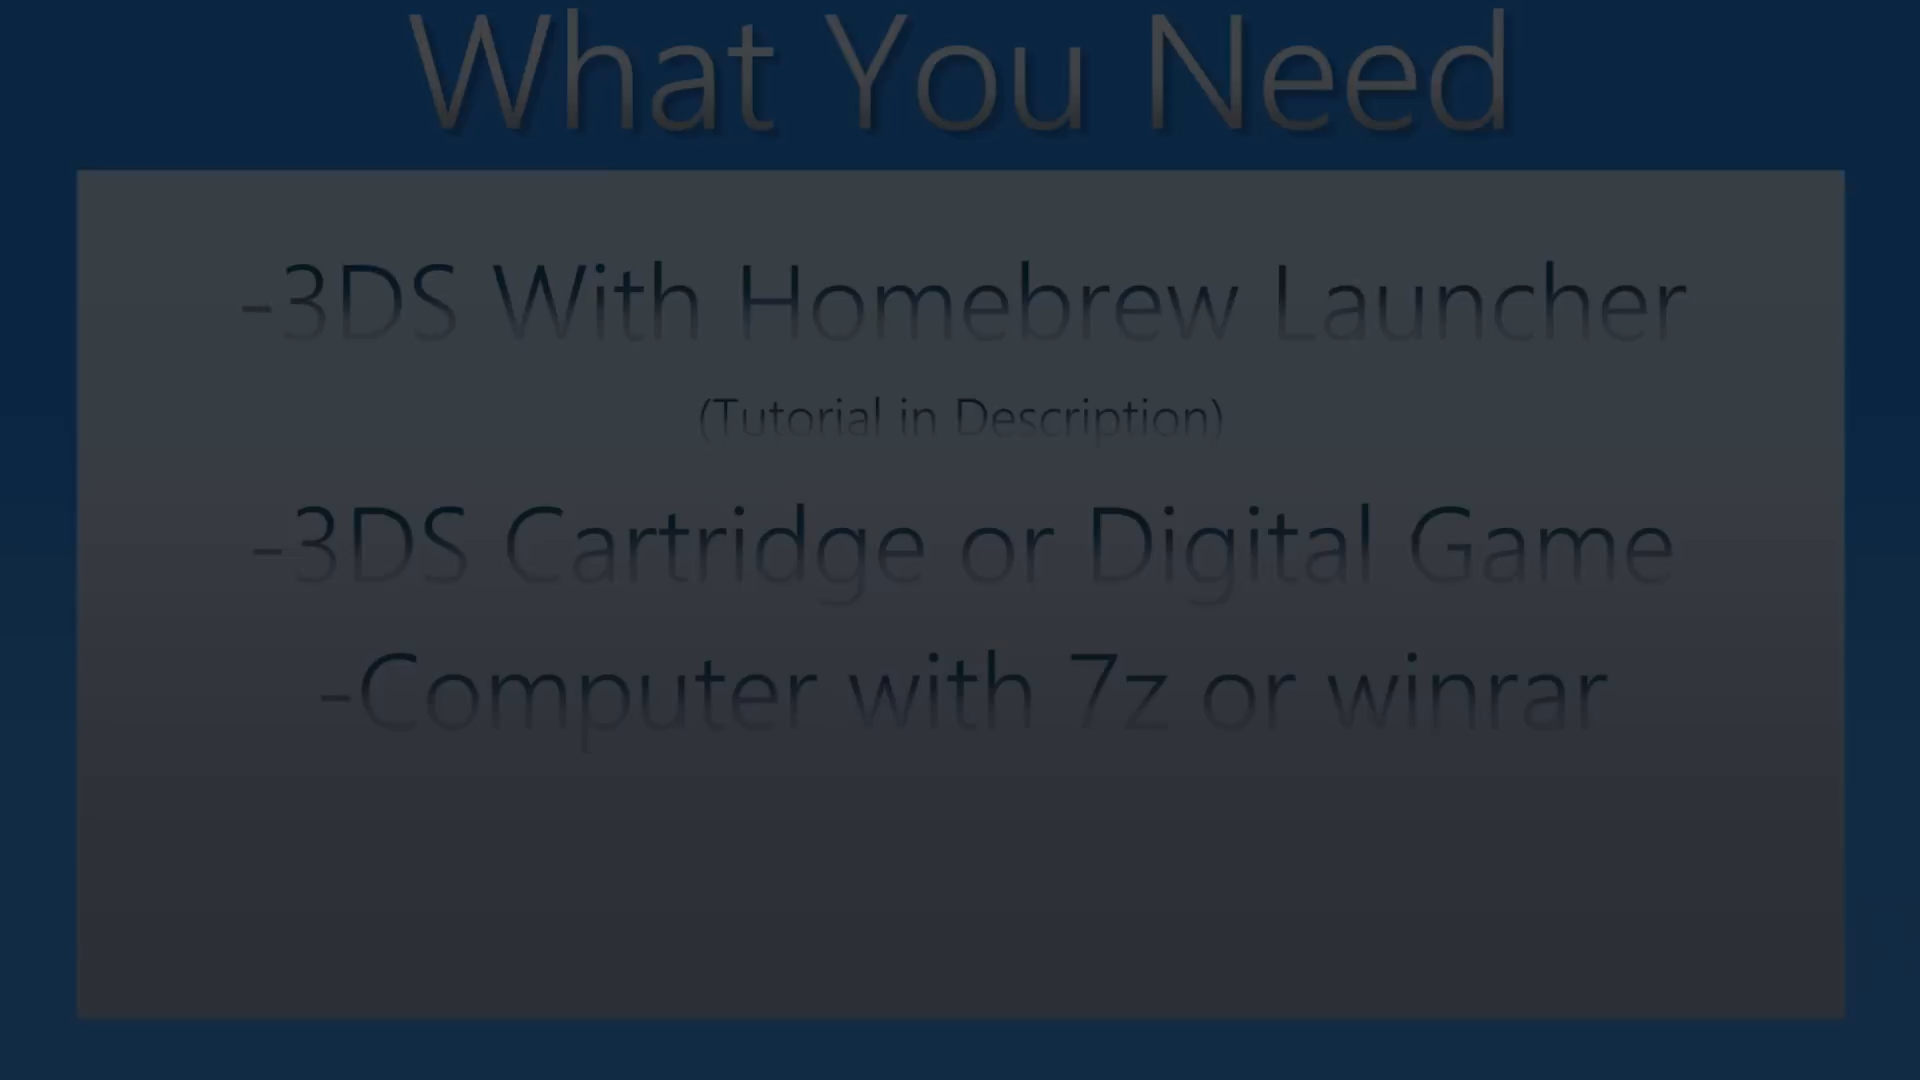 What You Need
-3DS With Homebrew Launcher
(Tutorial in Description)
-3DS Cartridge or Digital Game
-Computer with 7z or winrar